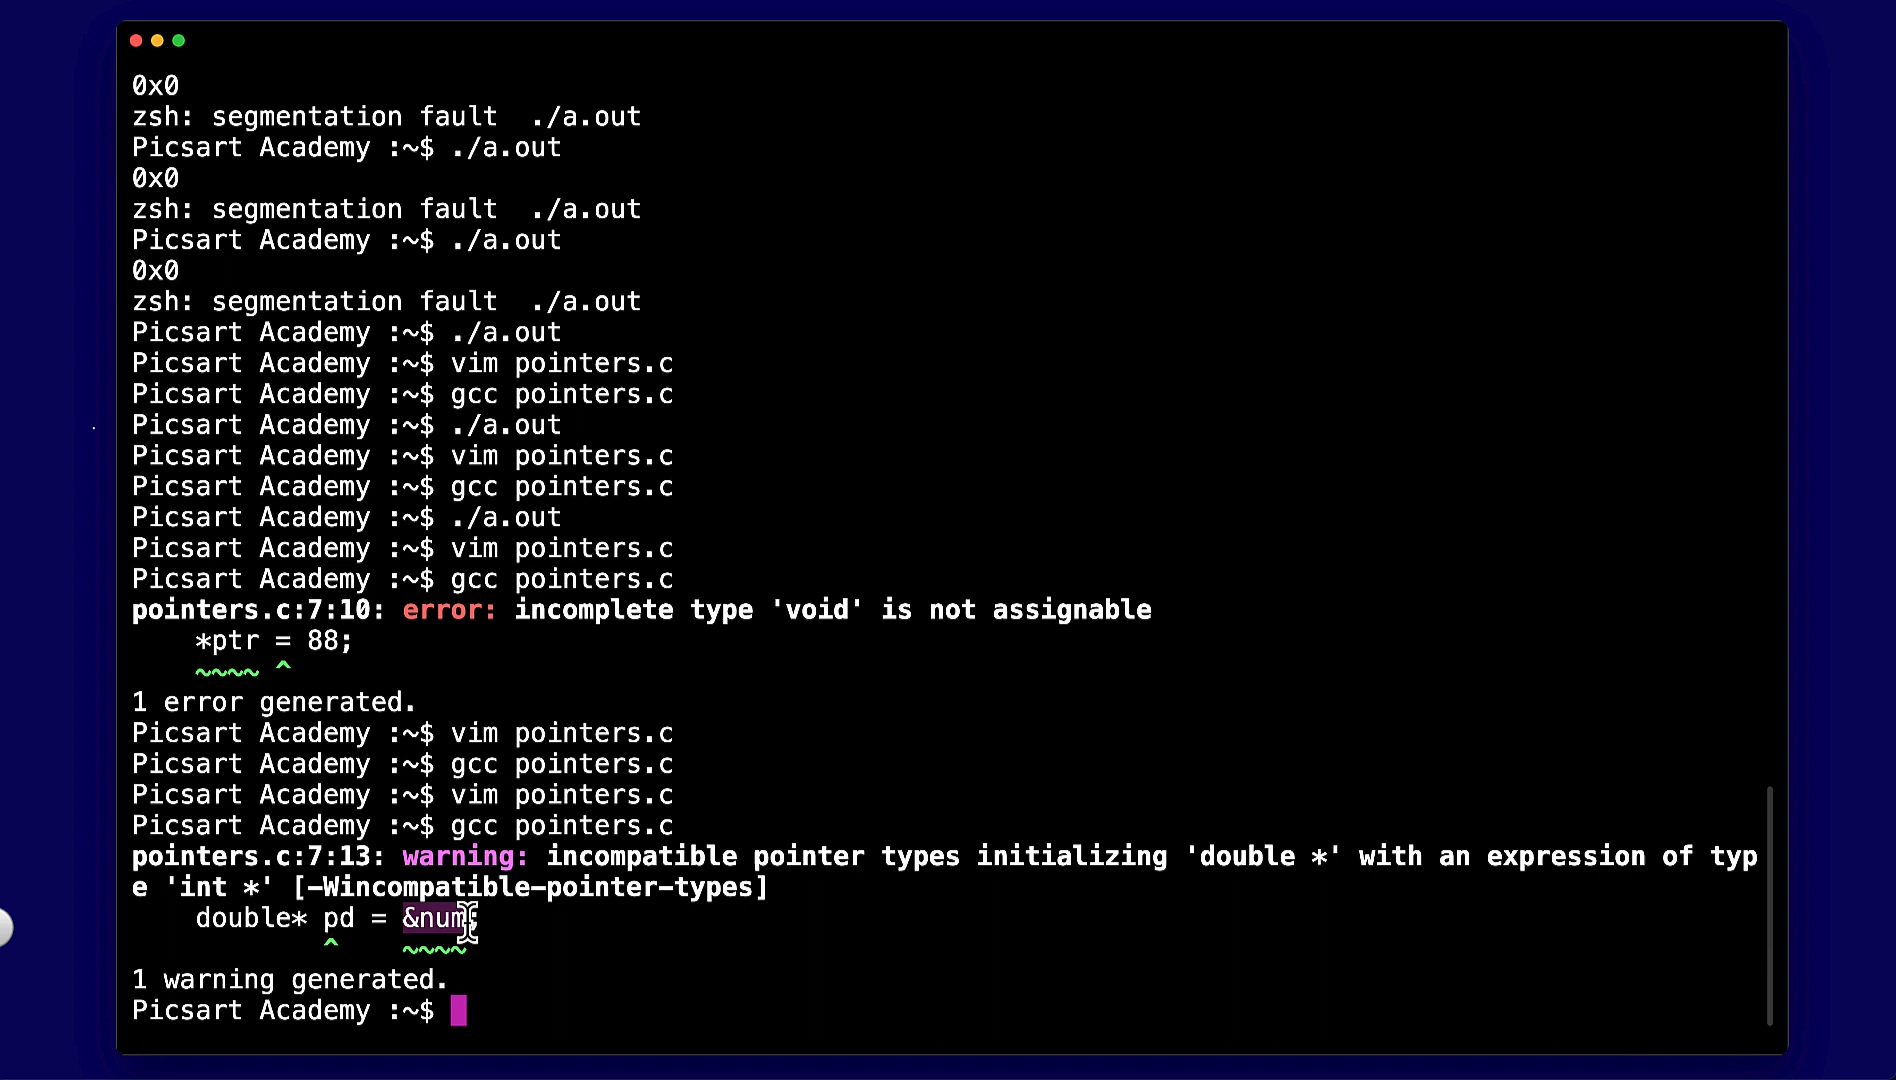 0x0
zsh: segmentation fault  ./a.out
Picsart Academy :~$ ./a.out
0x0
zsh: segmentation fault  ./a.out
Picsart Academy :~$ ./a.out
0x0
zsh: segmentation fault  ./a.out
Picsart Academy :~$ ./a.out
Picsart Academy :~$ vim pointers.c
Picsart Academy :~$ gcc pointers.c
Picsart Academy :~$ ./a.out
Picsart Academy :~$ vim pointers.c
Picsart Academy :~$ gcc pointers.c
Picsart Academy :~$ ./a.out
Picsart Academy :~$ vim pointers.c
Picsart Academy :~$ gcc pointers.c
pointers.c:7:10: error: incomplete type 'void' is not assignable
    *ptr = 88;
    ~~~~ ^
1 error generated.
Picsart Academy :~$ vim pointers.c
Picsart Academy :~$ gcc pointers.c
Picsart Academy :~$ vim pointers.c
Picsart Academy :~$ gcc pointers.c
pointers.c:7:13: warning: incompatible pointer types initializing 'double *' with an expression of typ
e 'int *' [-Wincompatible-pointer-types]
    double* pd = &num;
            ^    ~~~~
1 warning generated.
Picsart Academy :~$